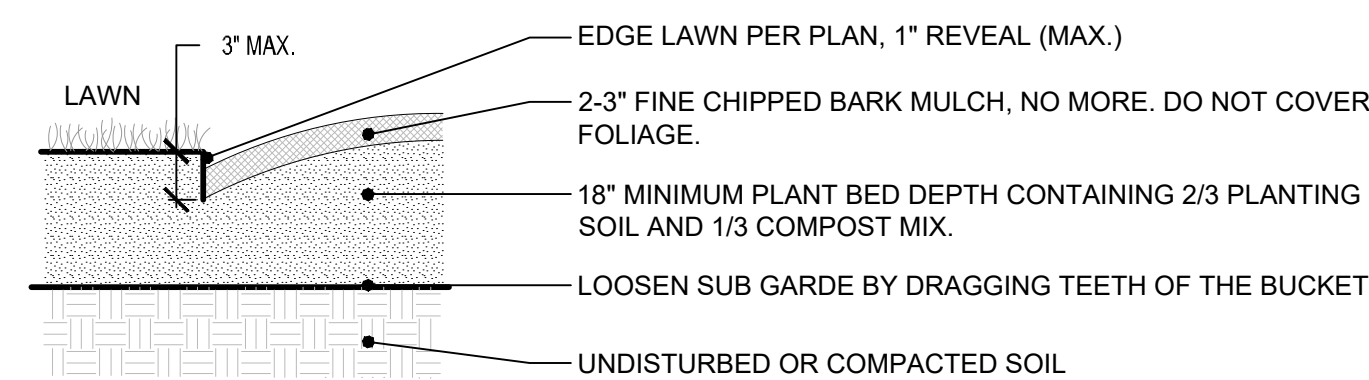 3" MAX.
EDGE LAWN PER PLAN, 1" REVEAL (MAX.)
LAWN
2-3" FINE CHIPPED BARK MULCH, NO MORE. DO NOT COVER
FOLIAGE.
18" MINIMUM PLANT BED DEPTH CONTAINING 2/3 PLANTING
SOIL AND 1/3 COMPOST MIX.
LOOSEN SUB GARDE BY DRAGGING TEETH OF THE BUCKET
UNDISTURBED OR COMPACTED SOIL